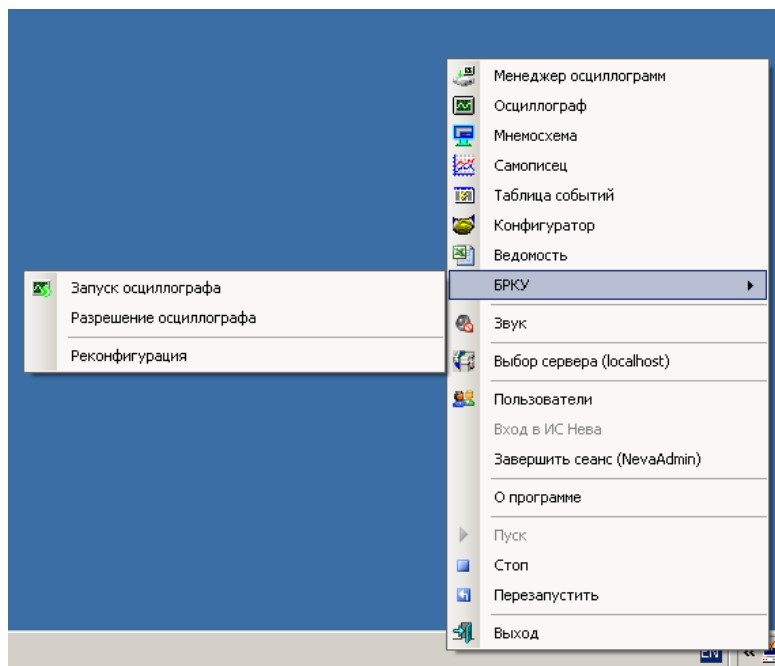 Менеджер осциллограмм
Осциллограф
Мнемосхема
Самописец
Таблица событий
Конфигуратор
Ведомость
БРКУ
Запуск осциллографа
Разрешение осциллографа
Реконфигурация
Звук
Выбор сервера (localhost)
Пользователи
Вход в ИС Нева
Завершить сеанс (NevaAdmin)
О программе
Пуск
Стоп
Перезапустить
Выход
EN «